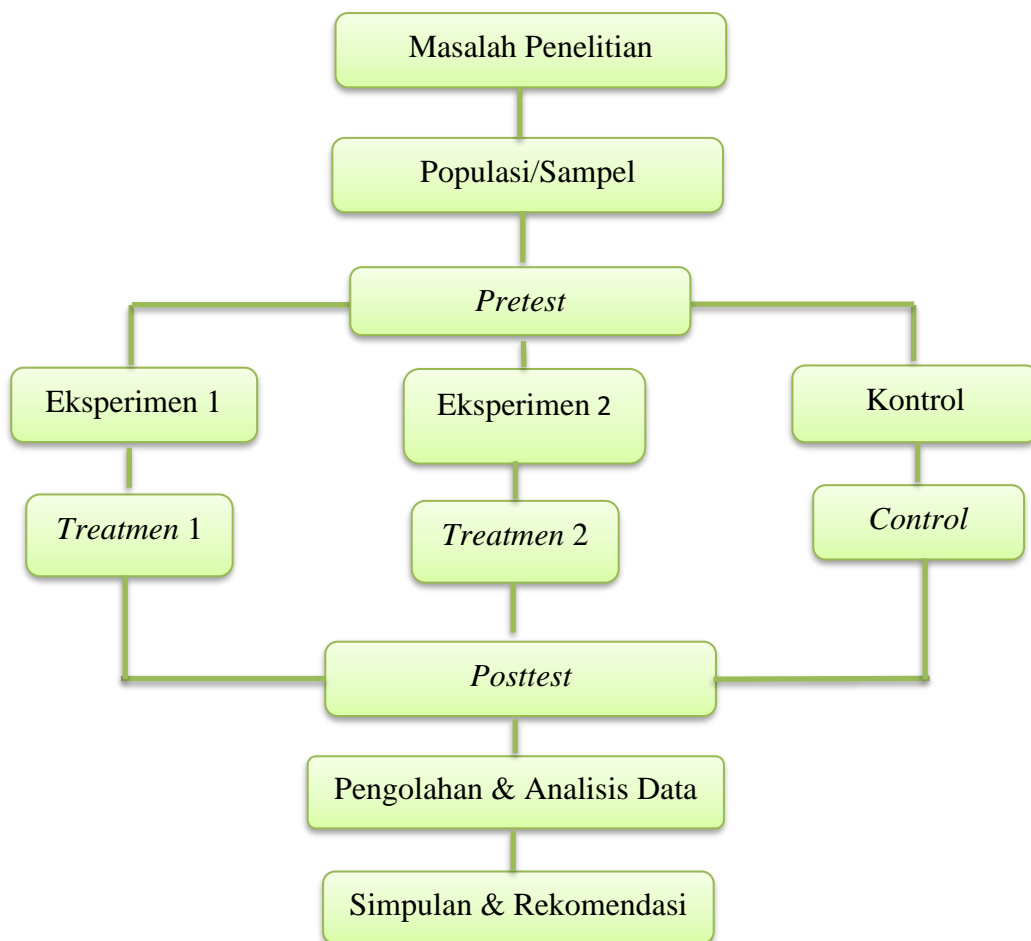 Masalah Penelitian
Populasi/Sampel
Pretest
Eksperimen 1
Eksperimen 2
Kontrol
Treatmen 1
Treatmen 2
Control
Posttest
Pengolahan & Analisis Data
Simpulan & Rekomendasi